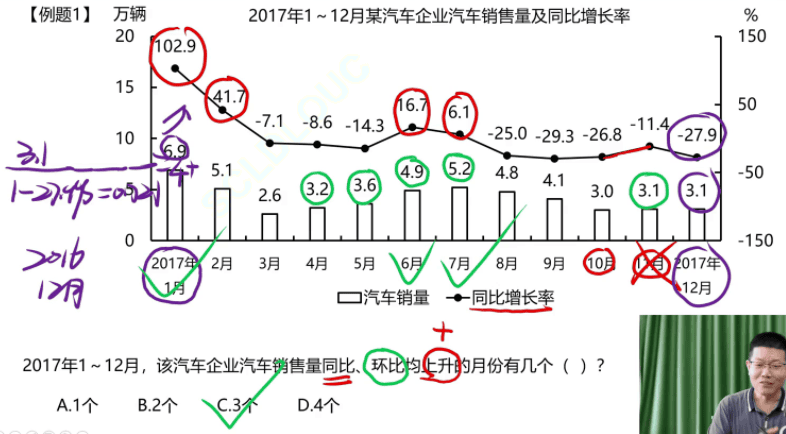 【例题1】 万辆 2017年1～12月某汽车企业汽车销售量及同比增长率 %
20 150
102.9
15
41.7 16.7 6.1 50
-7.1 -8.6 -14.3 -25.0 -29.3 -26.8 -11.4 -27.9
10
3.1
6.9 5.1 2.6 3.2 3.6 4.9 5.2 4.8 4.1 3.0 3.1 3.1
-50
5
0 -150
2017年1月 2月 3月 4月 5月 6月 7月 8月 9月 10月 11月 2017年12月
2016
12月
汽车销量 同比增长率
+
2017年1～12月，该汽车企业汽车销售量同比、环比均上升的月份有几个（ ）？
A.1个 B.2个 C.3个 D.4个